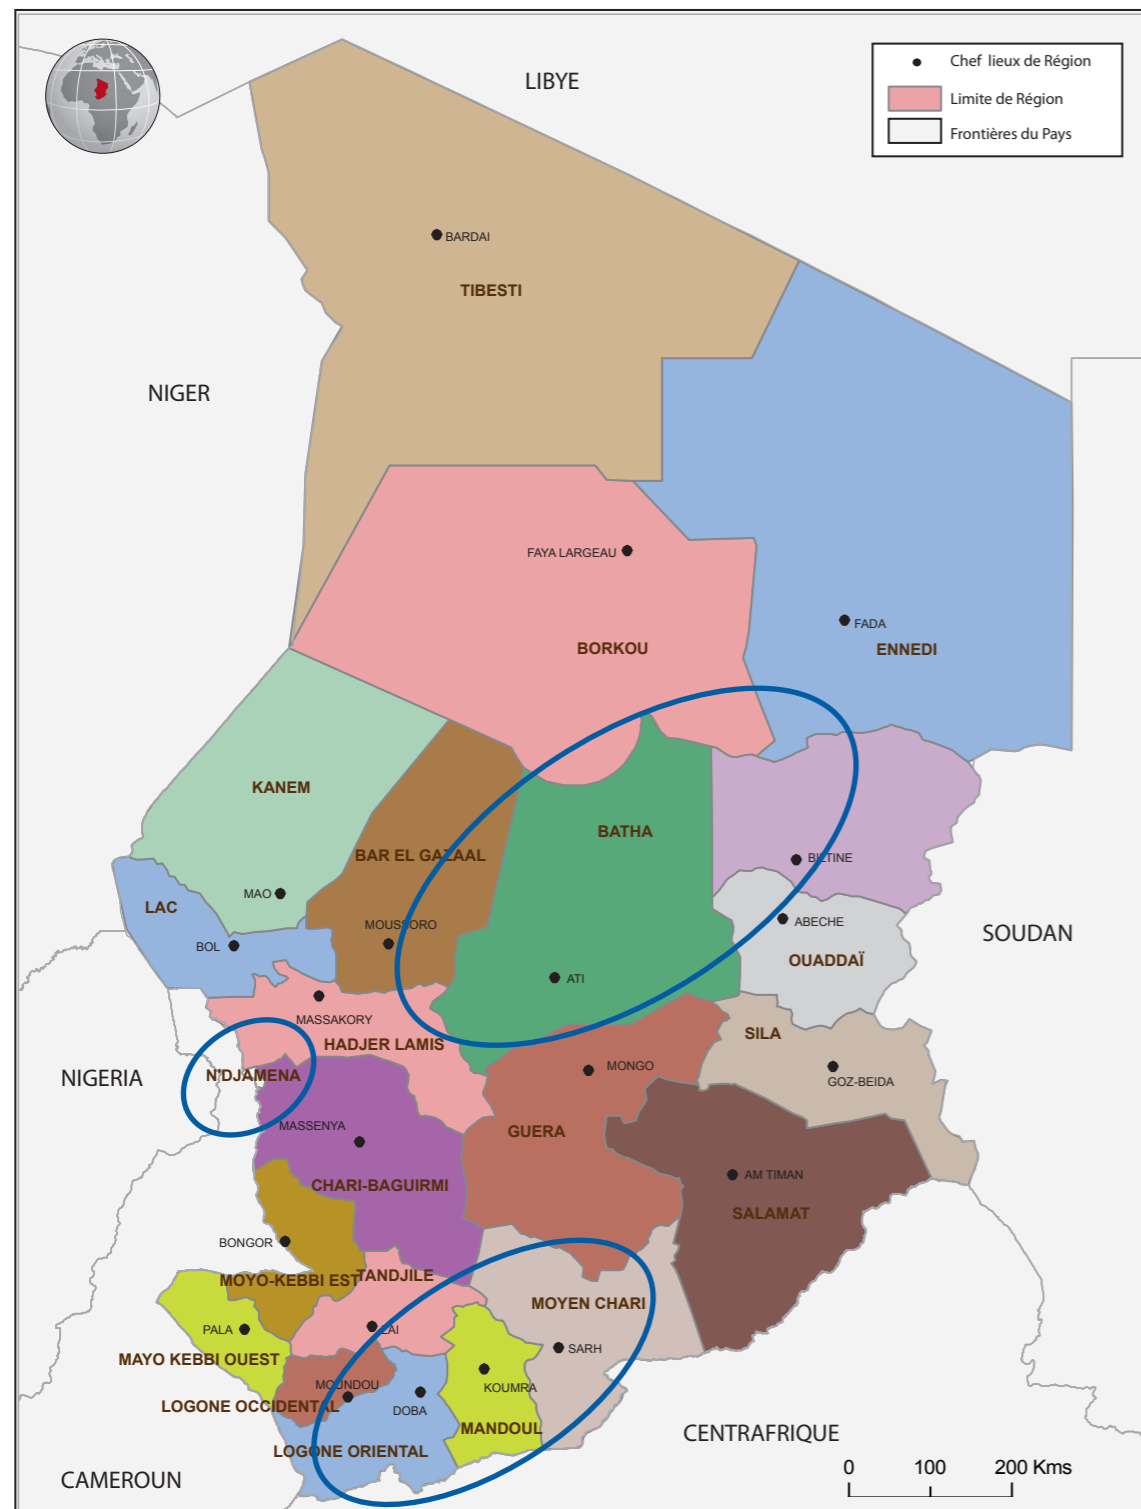 LIBYE
Chef lieux de Région
Limite de Région
Frontières du Pays
BARDAI
TIBESTI
NIGER
FAYA LARGEAU
BORKOU
FADA
ENNEDI
KANEM
BATHA
BAR EL GAZAAL
BILTINE
MAO
LAC
MOUSSORO
ABECHE
BOL
SOUDAN
OUADDAÏ
ATI
MASSAKORY
HADJER LAMIS
SILA
MONGO
GOZ-BEIDA
NIGERIA
N'DJAMENA
MASSENYA
GUERA
AM TIMAN
CHARI-BAGUIRMI
SALAMAT
BONGOR
MOYO-KEBBI EST
TANDJILE
MOYEN CHARI
PALA
LAI
SARH
MAYO KEBBI OUEST
MOUNDOU
KOUMRA
LOGONE OCCIDENTAL
DOBA
MANDOUL
LOGONE ORIENTAL
CENTRAFRIQUE
CAMEROUN
0 100 200 Kms